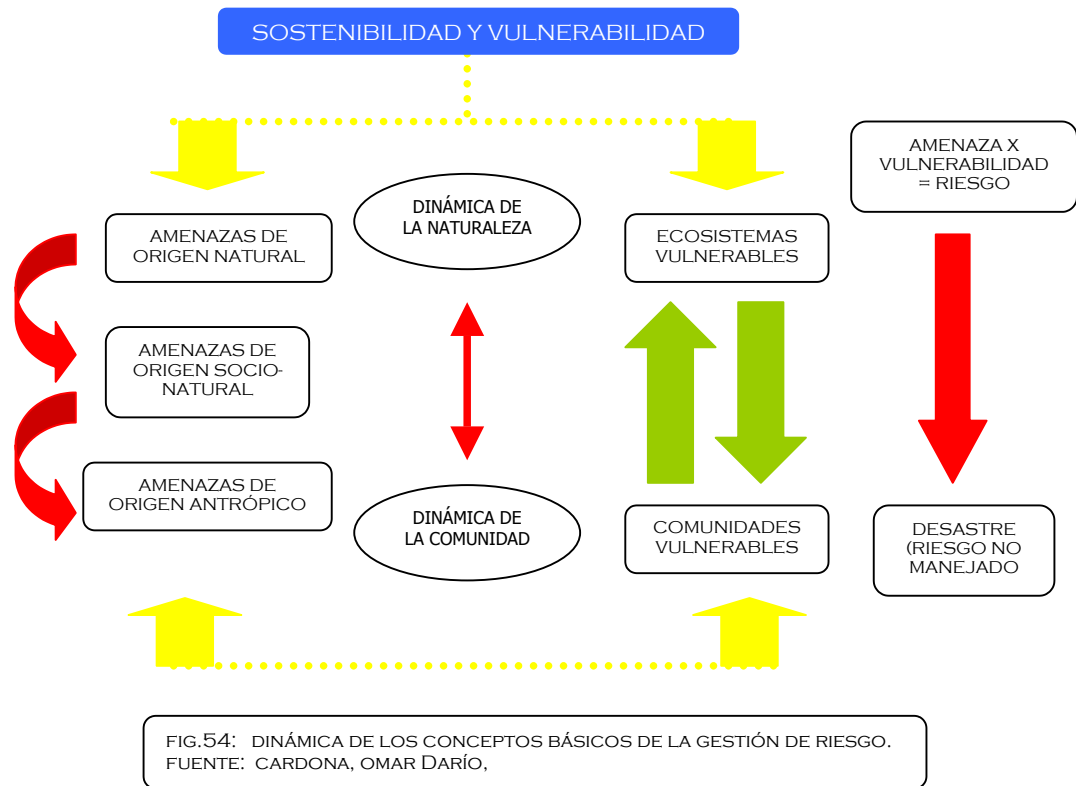 SOSTENIBILIDAD Y VULNERABILIDAD
AMENAZA X
VULNERABILIDAD
= RIESGO
DINÁMICA DE
LA NATURALEZA
AMENAZAS DE
ORIGEN NATURAL
ECOSISTEMAS
VULNERABLES
AMENAZAS DE
ORIGEN SOCIO-
NATURAL
AMENAZAS DE
ORIGEN ANTRÓPICO
DINÁMICA DE
LA COMUNIDAD
COMUNIDADES
VULNERABLES
DESASTRE
(RIESGO NO
MANEJADO
FIG.54: DINÁMICA DE LOS CONCEPTOS BÁSICOS DE LA GESTIÓN DE RIESGO.
FUENTE: CARDONA, OMAR DARÍO,